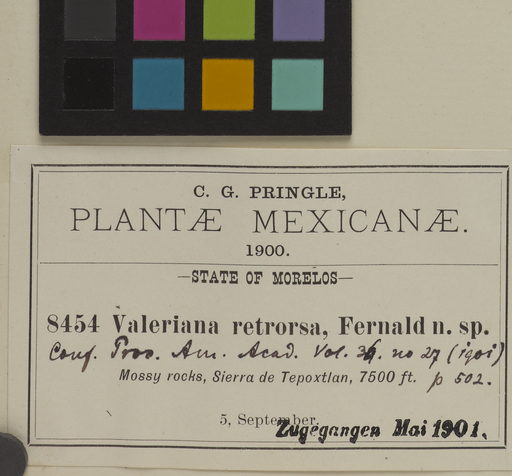 C. G. PRINGLE,
PLANTÆ MEXICANÆ.
1900.
—STATE OF MORELOS—
8454 Valeriana retrorsa, Fernald n. sp.
Conf. Proc. Am. Acad. Vol. 36. no 27 (1901)
Mossy rocks, Sierra de Tepoxtlan, 7500 ft. p 502.
5, September.
Zugegangen Mai 1901.